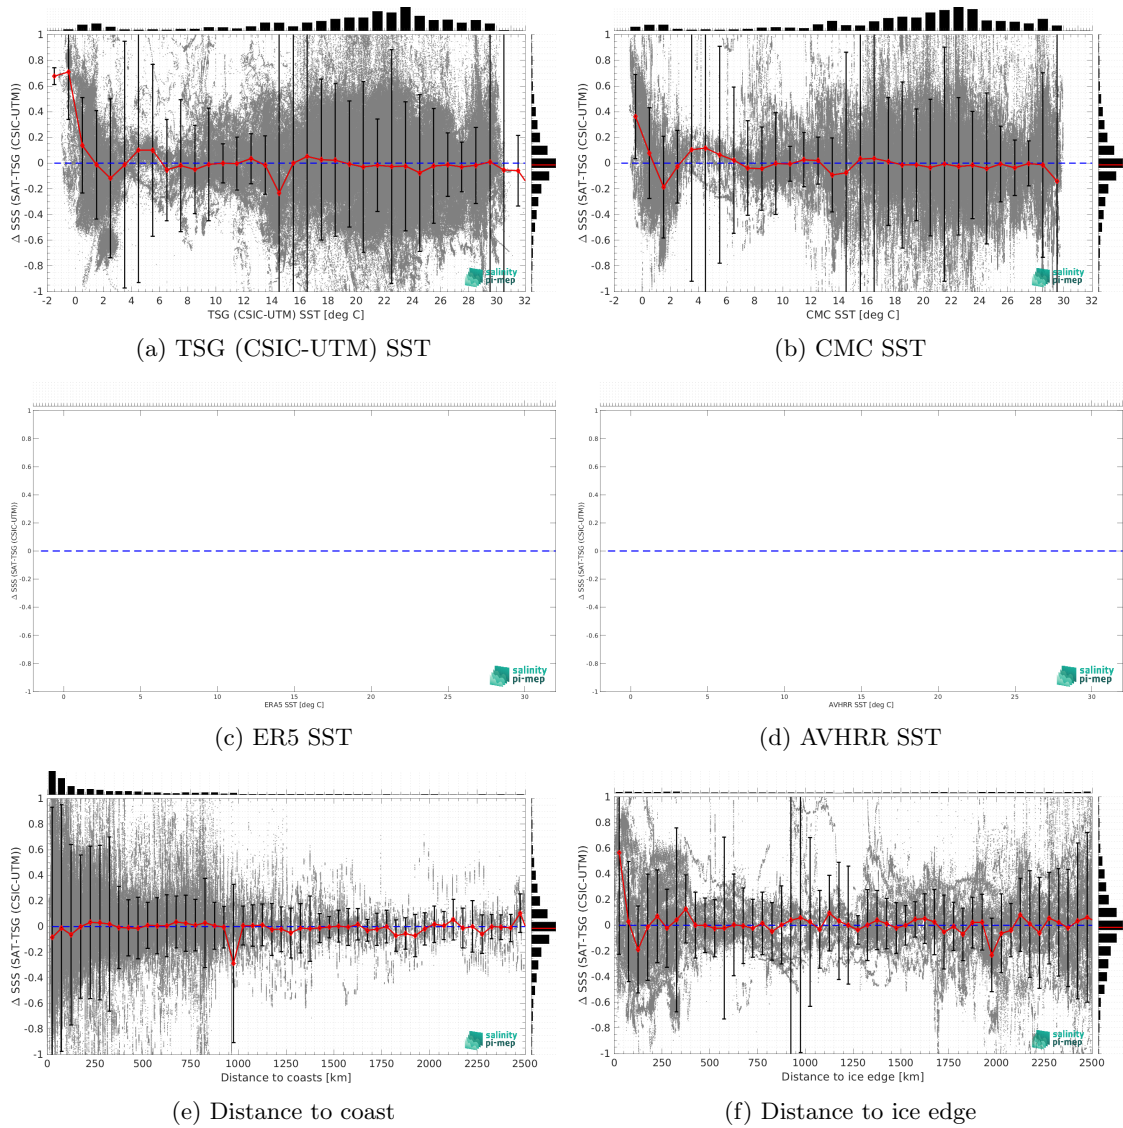 1
0.8
0.6
0.4
0.2
0
-0.2
-0.4
-0.6
-0.8
-1
Δ SSS (SAT-TSG (CSIC-UTM))
-2 0 2 4 6 8 10 12 14 16 18 20 22 24 26 28 30 32
TSG (CSIC-UTM) SST [deg C]
salinity
pi-mep
(a) TSG (CSIC-UTM) SST
1
0.8
0.6
0.4
0.2
0
-0.2
-0.4
-0.6
-0.8
-1
Δ SSS (SAT-TSG (CSIC-UTM))
-2 0 2 4 6 8 10 12 14 16 18 20 22 24 26 28 30 32
CMC SST [deg C]
salinity
pi-mep
(b) CMC SST
1
0.8
0.6
0.4
0.2
0
-0.2
-0.4
-0.6
-0.8
-1
Δ SSS (SAT-TSG (CSIC-UTM))
0 5 10 15 20 25 30
ERA5 SST [deg C]
salinity
pi-mep
(c) ER5 SST
1
0.8
0.6
0.4
0.2
0
-0.2
-0.4
-0.6
-0.8
-1
Δ SSS (SAT-TSG (CSIC-UTM))
0 5 10 15 20 25 30
AVHRR SST [deg C]
salinity
pi-mep
(d) AVHRR SST
1
0.8
0.6
0.4
0.2
0
-0.2
-0.4
-0.6
-0.8
-1
Δ SSS (SAT-TSG (CSIC-UTM))
0 250 500 750 1000 1250 1500 1750 2000 2250 2500
Distance to coasts [km]
salinity
pi-mep
(e) Distance to coast
1
0.8
0.6
0.4
0.2
0
-0.2
-0.4
-0.6
-0.8
-1
Δ SSS (SAT-TSG (CSIC-UTM))
0 250 500 750 1000 1250 1500 1750 2000 2250 2500
Distance to ice edge [km]
salinity
pi-mep
(f) Distance to ice edge